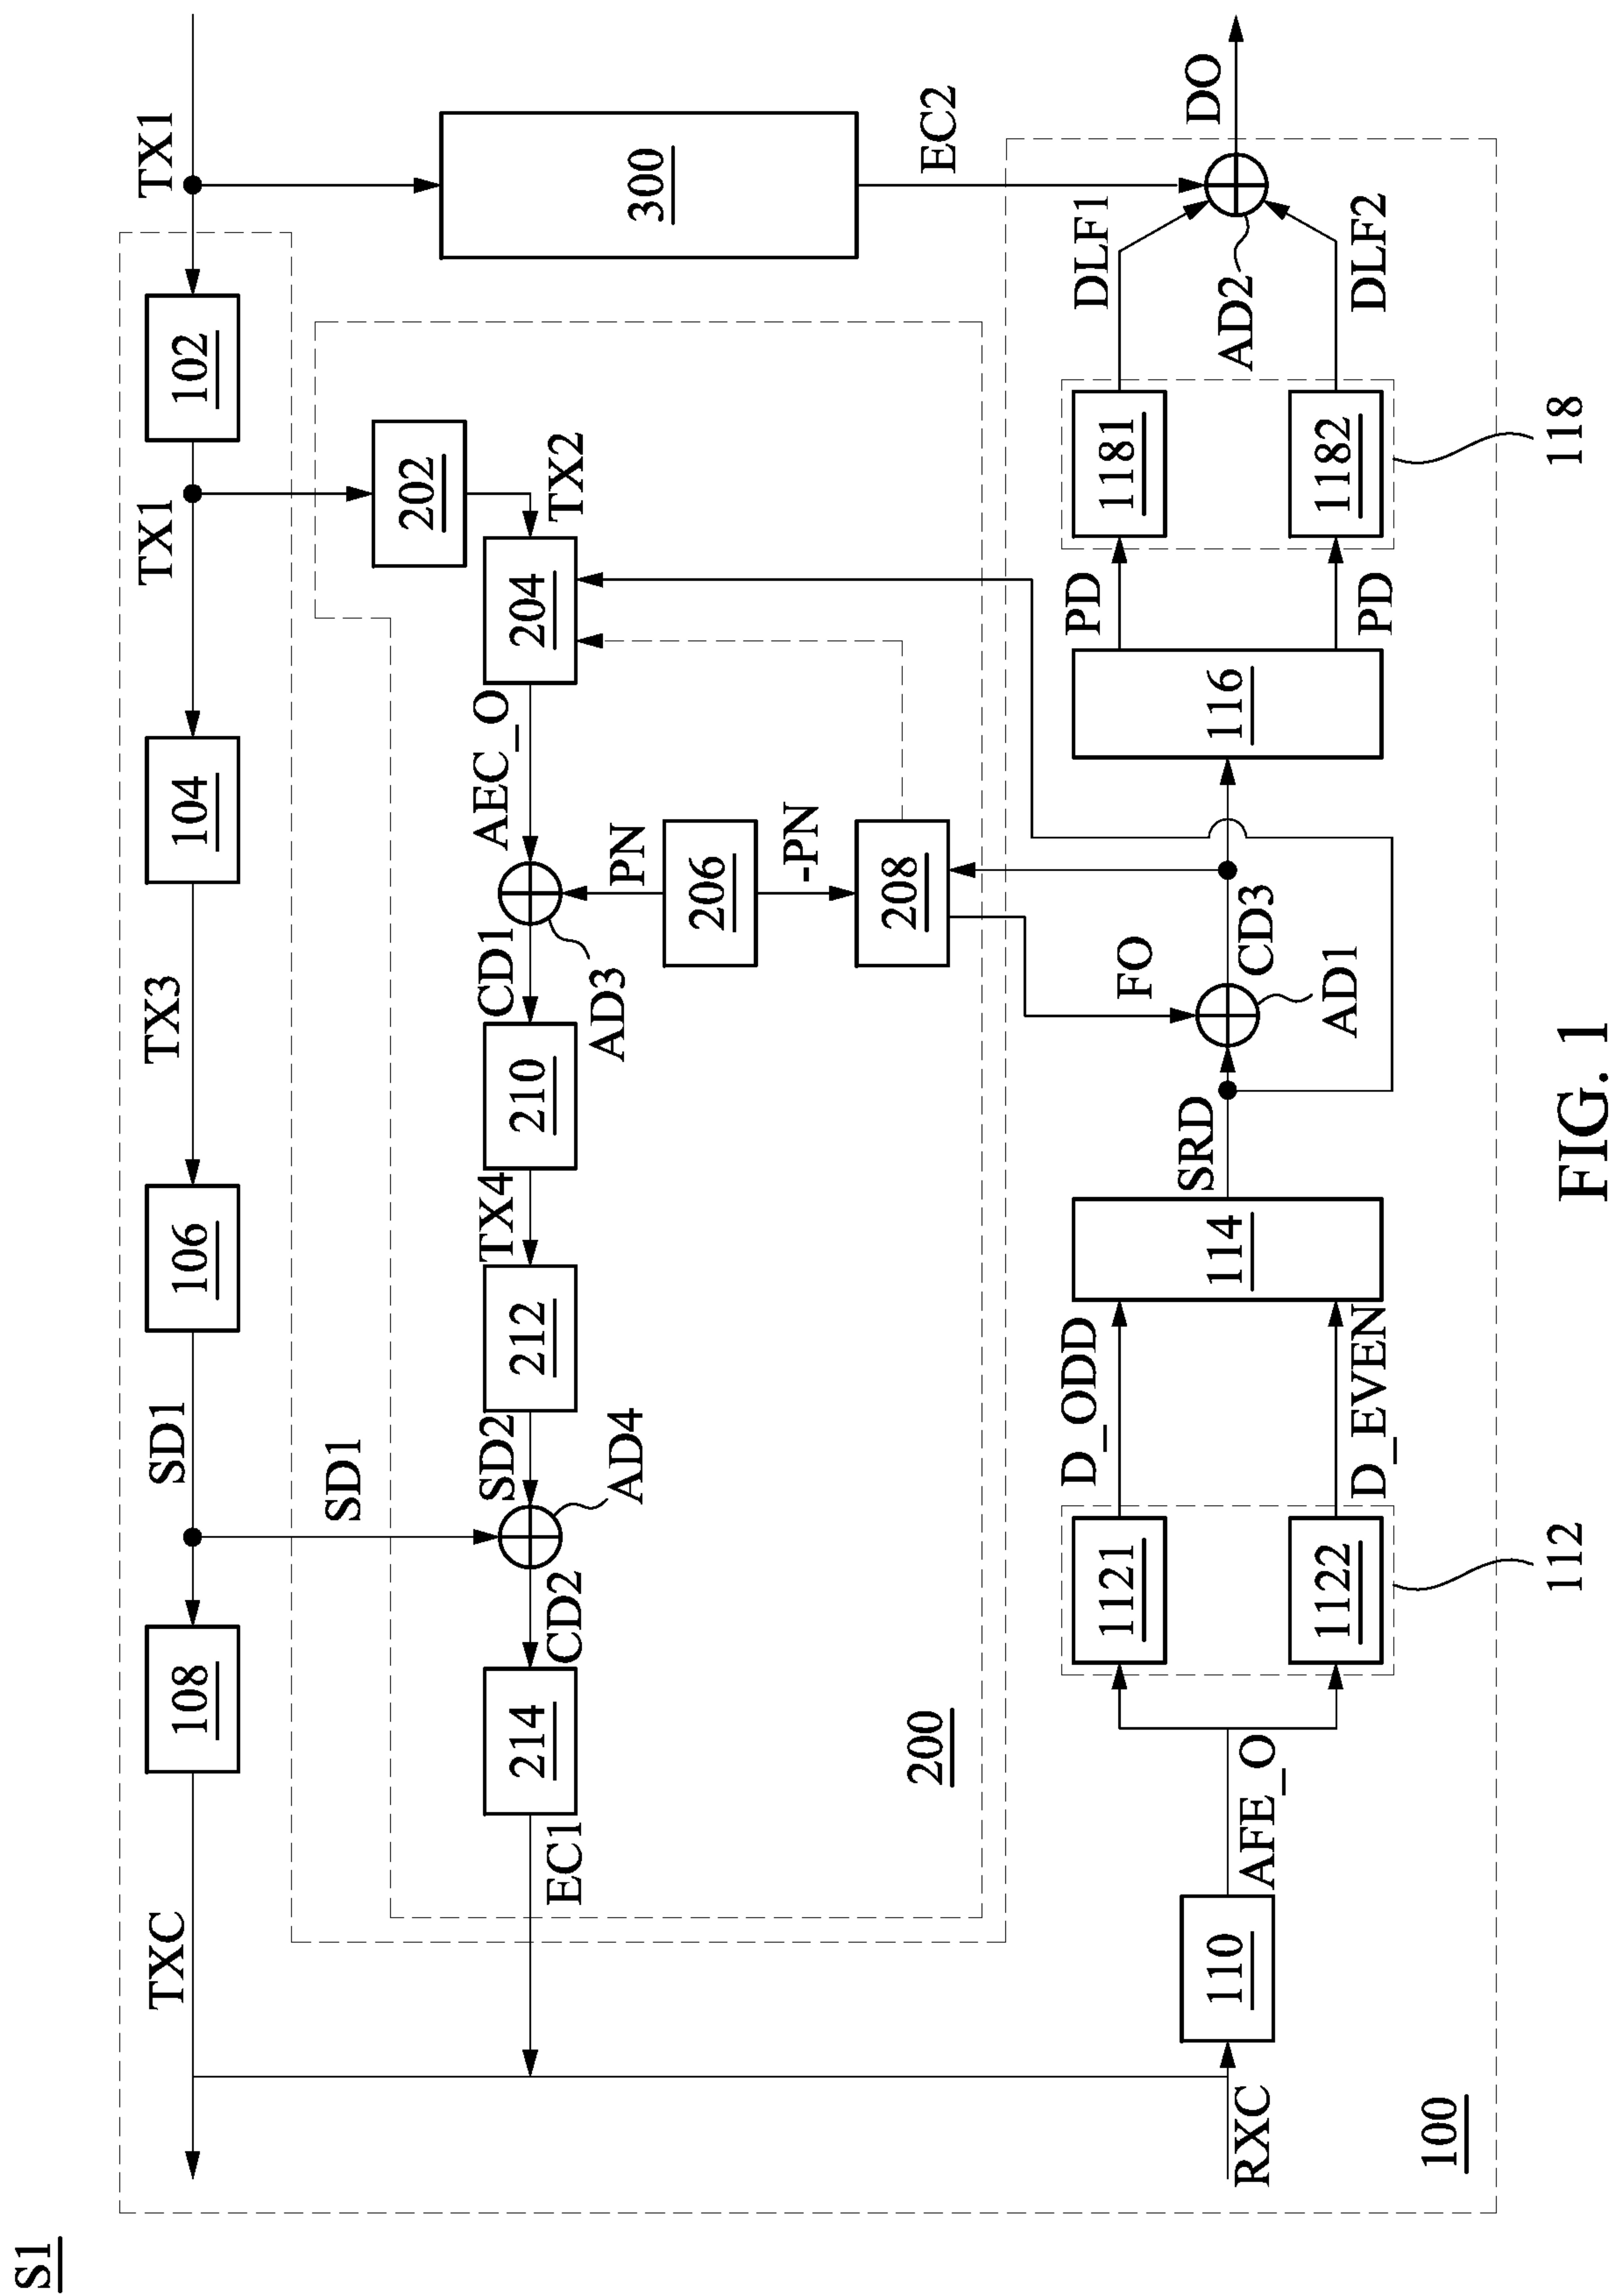 S1
TXC
108
SD1
106
TX3
104
TX1
102
TX1
SD1
202
TX2
300
EC1
214
CD2
AD4
SD2
212
TX4
210
CD1
AD3
AEC_O
204
PN
206
-PN
208
200
EC2
FO
RXC
110
AFE_O
1121
1122
112
D_ODD
D_EVEN
114
SRD
AD1
CD3
116
PD
PD
1181
1182
118
DLF1
DLF2
AD2
DO
100
FIG. 1